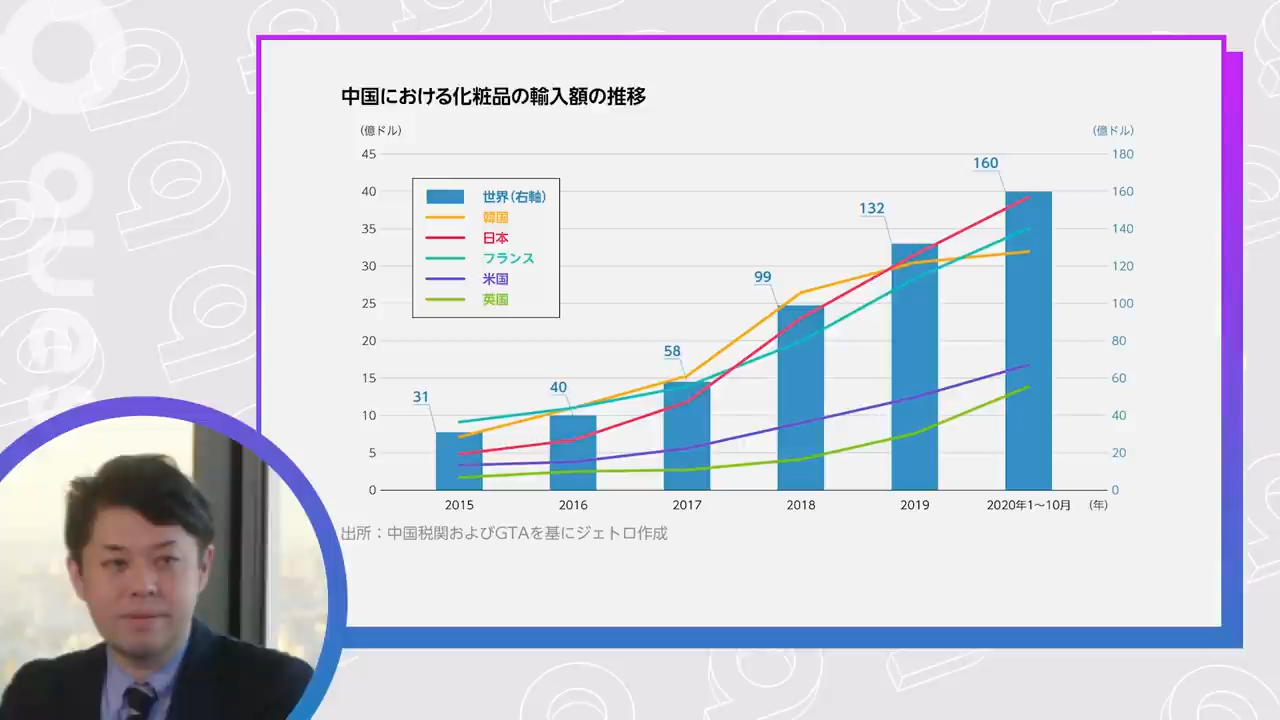 中国における化粧品の輸入額の推移
(億ドル)
(億ドル)
45
40
35
30
25
20
15
10
5
0
180
160
140
120
100
80
60
40
20
0
世界(右軸)
韓国
日本
フランス
米国
英国
31
40
58
99
132
160
2015
2016
2017
2018
2019
2020年1〜10月
(年)
出所：中国税関およびGTAを基にジェトロ作成